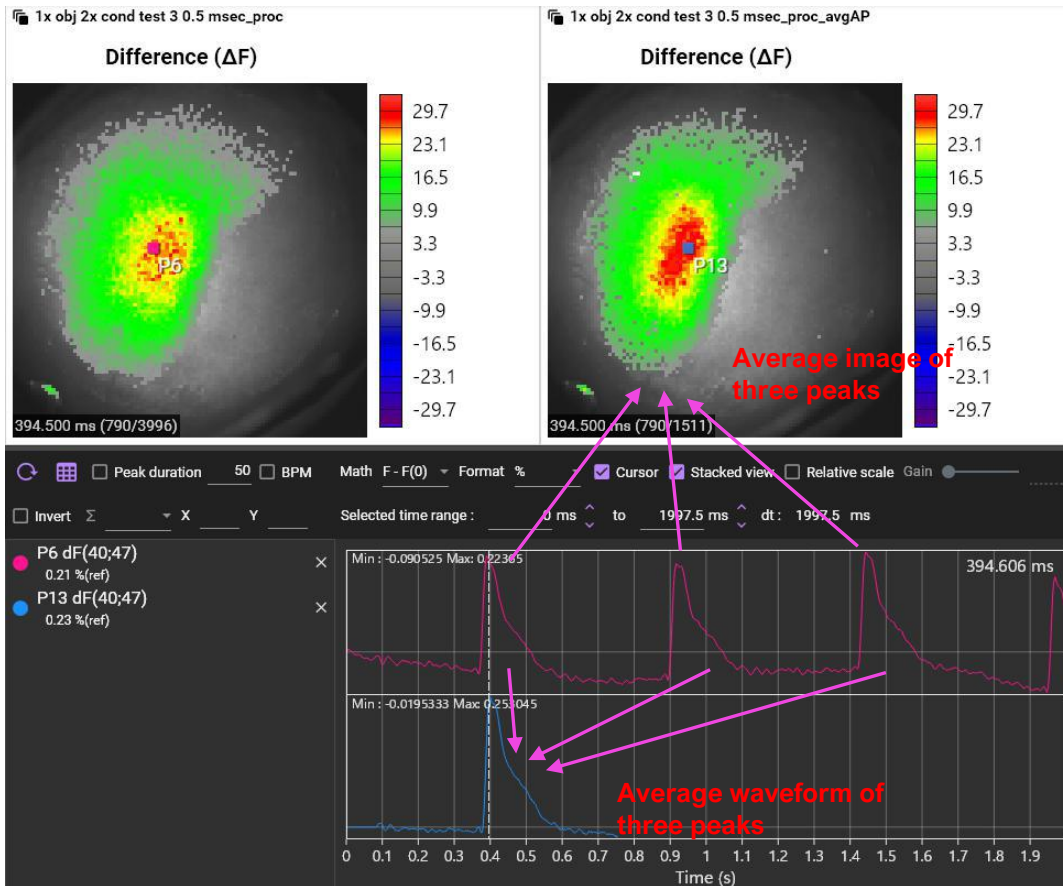 1x obj 2x cond test 3 0.5 msec_proc
Difference (ΔF)
29.7
23.1
16.5
9.9
3.3
-3.3
-9.9
-16.5
-23.1
-29.7
P6
394.500 ms (790/3996)
1x obj 2x cond test 3 0.5 msec_proc_avgAP
Difference (ΔF)
29.7
23.1
16.5
9.9
3.3
-3.3
-9.9
-16.5
-23.1
-29.7
P13
Average image of
three peaks
394.500 ms (790/1511)
Peak duration 50 BPM Math F - F(0) Format % Cursor Stacked view Relative scale Gain
Invert Σ X Y Selected time range : 0 ms to 1997.5 ms dt : 1997.5 ms
P6 dF(40;47)
0.21 %(ref)
P13 dF(40;47)
0.23 %(ref)
Min : -0.090525 Max: 0.22365
394.606 ms
Min : -0.0195333 Max: 0.253045
Average waveform of
three peaks
0 0.1 0.2 0.3 0.4 0.5 0.6 0.7 0.8 0.9 1 1.1 1.2 1.3 1.4 1.5 1.6 1.7 1.8 1.9
Time (s)